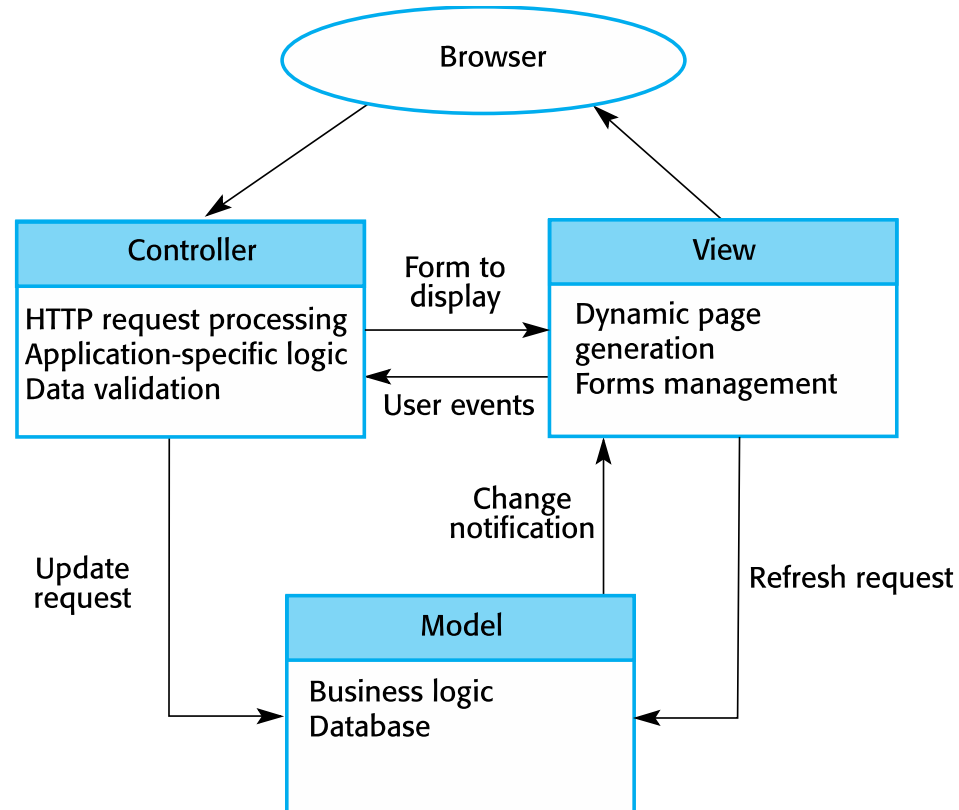 Browser
Controller
HTTP request processing
Application-specific logic
Data validation
Form to
display
User events
View
Dynamic page
generation
Forms management
Update
request
Change
notification
Refresh request
Model
Business logic
Database